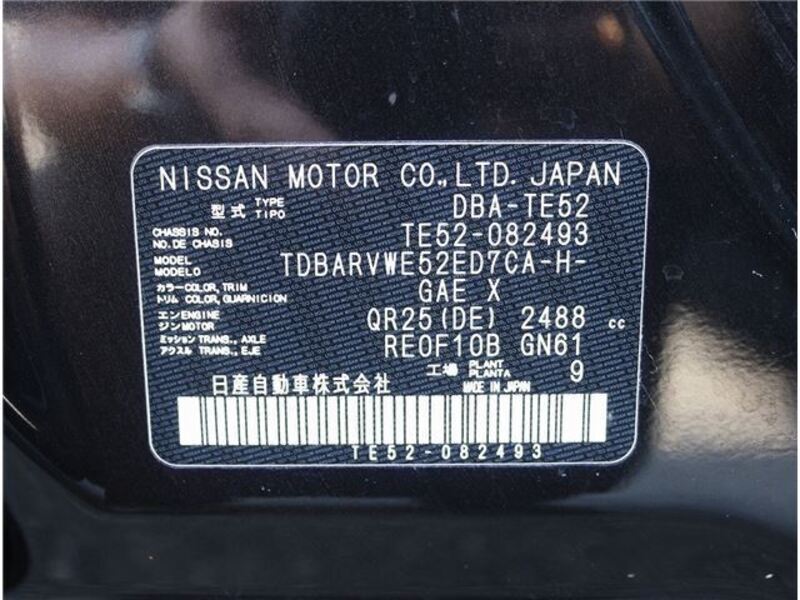 NISSAN MOTOR CO.,LTD. JAPAN
型式 TYPE TIPO DBA-TE52
CHASSIS NO. NO.DE CHASIS TE52-082493
MODEL MODELO TDBARVWE52ED7CA-H-
カラー COLOR, TRIM トリム COLOR, GUARNICION GAE X
エンジン ENGINE MOTOR QR25(DE) 2488 cc
ミッション TRANS., AXLE アクスル TRANS., EJE RE0F10B GN61
工場 PLANT PLANTA 9
日産自動車株式会社 MADE IN JAPAN
TE52-082493